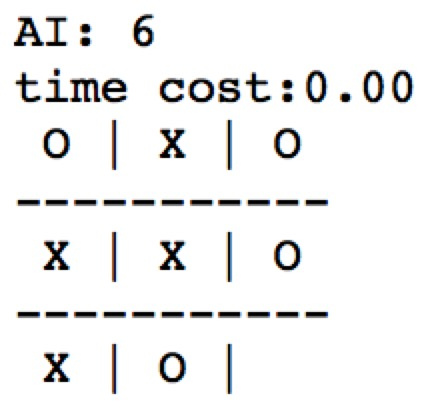 AI: 6
time cost:0.00
O | X | O
-----------
X | X | O
-----------
X | O |